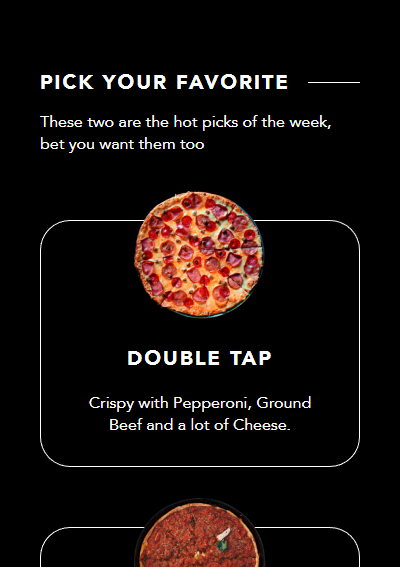 PICK YOUR FAVORITE
These two are the hot picks of the week,
bet you want them too
DOUBLE TAP
Crispy with Pepperoni, Ground
Beef and a lot of Cheese.